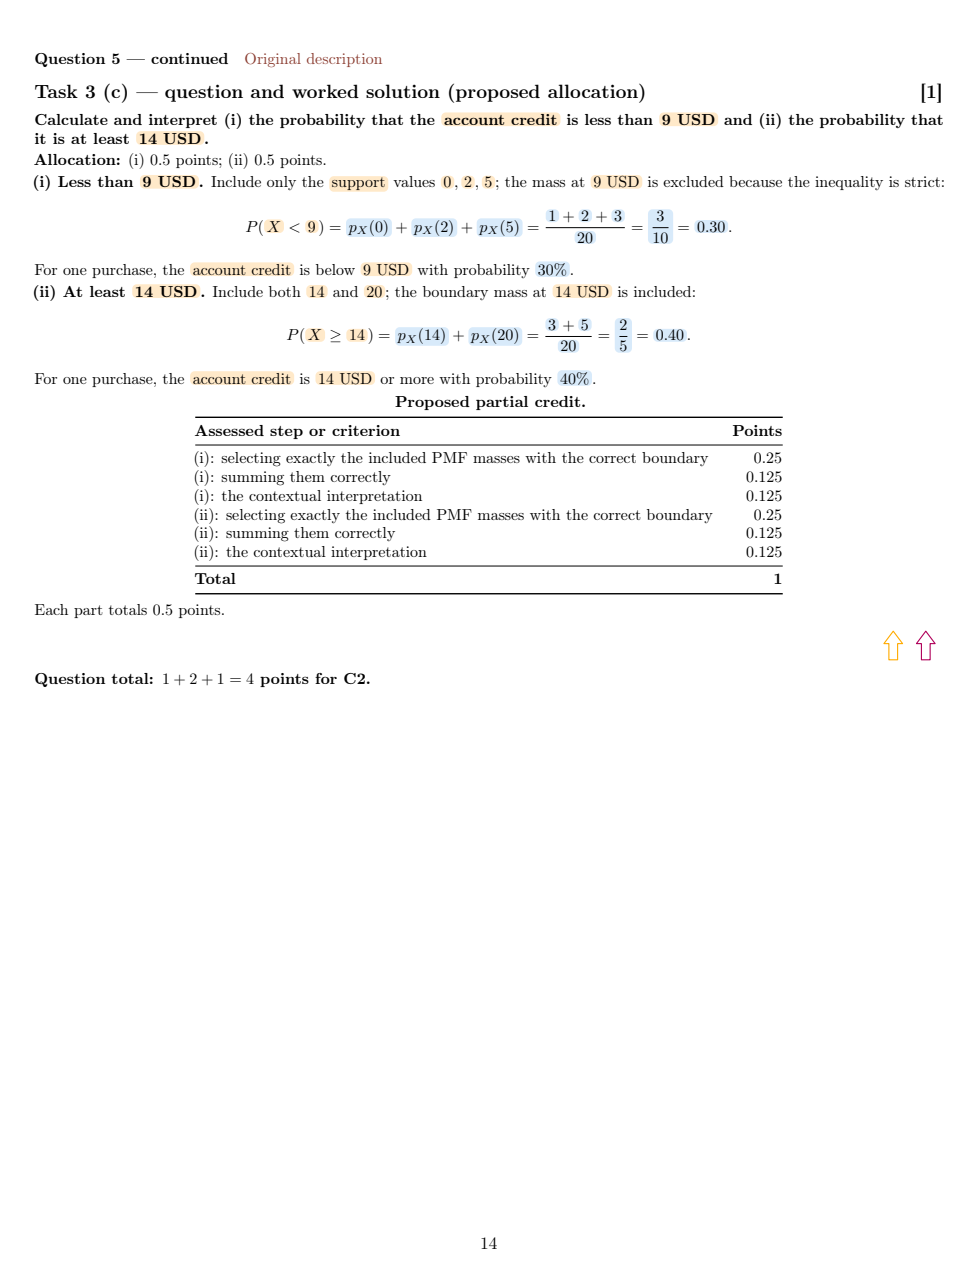 Question 5 — continued Original description
Task 3 (c) — question and worked solution (proposed allocation) [1]
Calculate and interpret (i) the probability that the account credit is less than 9 USD and (ii) the probability that
it is at least 14 USD.
Allocation: (i) 0.5 points; (ii) 0.5 points.
(i) Less than 9 USD. Include only the support values 0, 2, 5; the mass at 9 USD is excluded because the inequality is strict:
P(X < 9) = p_X(0) + p_X(2) + p_X(5) = (1 + 2 + 3)/20 = 3/10 = 0.30.
For one purchase, the account credit is below 9 USD with probability 30%.
(ii) At least 14 USD. Include both 14 and 20; the boundary mass at 14 USD is included:
P(X ≥ 14) = p_X(14) + p_X(20) = (3 + 5)/20 = 2/5 = 0.40.
For one purchase, the account credit is 14 USD or more with probability 40%.
Proposed partial credit.
Assessed step or criterion Points
(i): selecting exactly the included PMF masses with the correct boundary 0.25
(i): summing them correctly 0.125
(i): the contextual interpretation 0.125
(ii): selecting exactly the included PMF masses with the correct boundary 0.25
(ii): summing them correctly 0.125
(ii): the contextual interpretation 0.125
Total 1
Each part totals 0.5 points.
Question total: 1 + 2 + 1 = 4 points for C2.
14